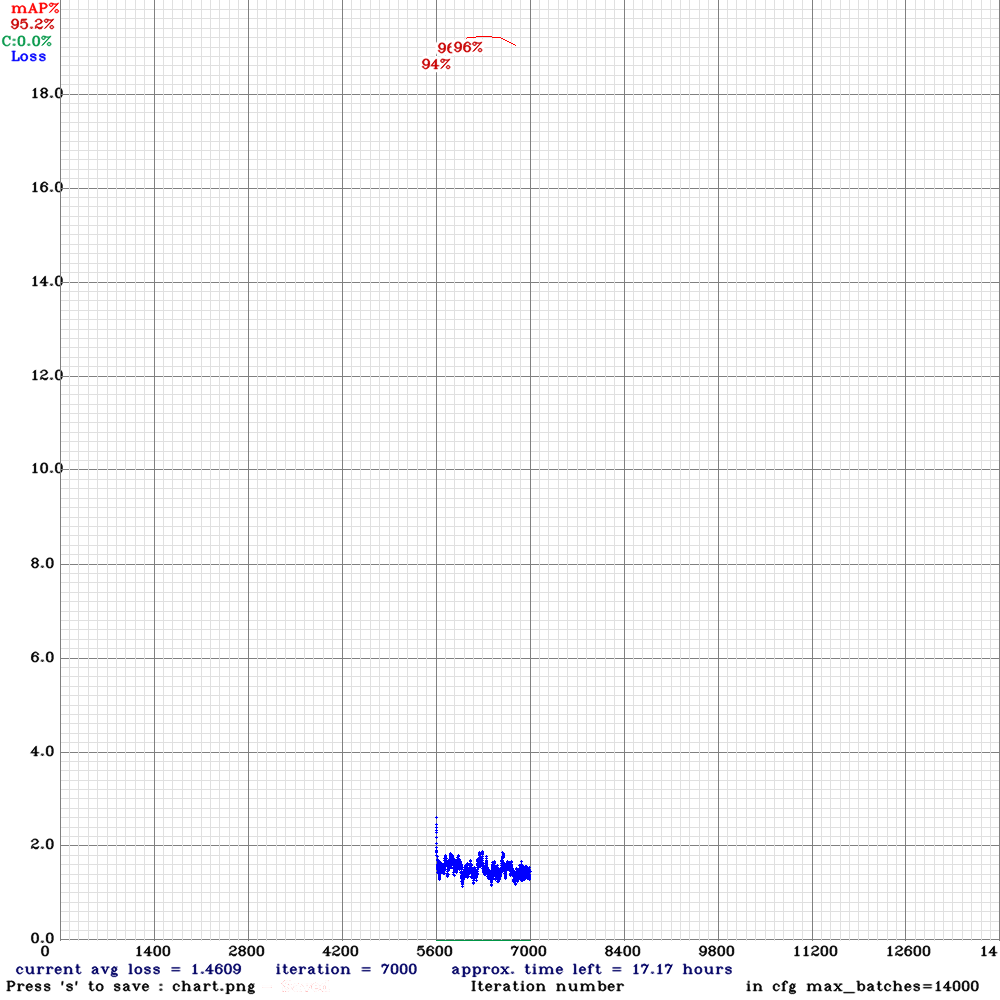 mAP%
95.2%
C:0.0%
Loss
96%
94%
18.0
16.0
14.0
12.0
10.0
8.0
6.0
4.0
2.0
0.0
0 1400 2800 4200 5600 7000 8400 9800 11200 12600 14
current avg loss = 1.4609 iteration = 7000 approx. time left = 17.17 hours
Press 's' to save : chart.png Iteration number in cfg max_batches=14000